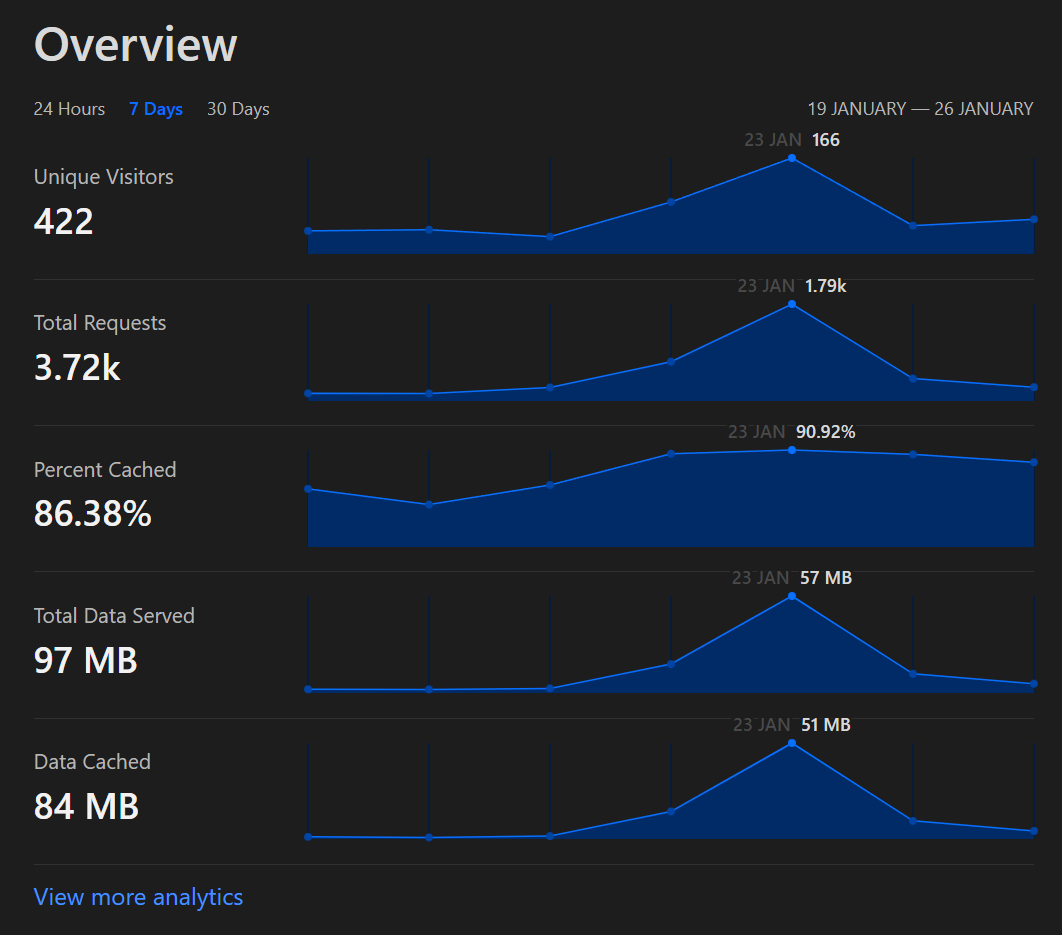 Overview
24 Hours 7 Days 30 Days 19 JANUARY — 26 JANUARY
23 JAN 166
Unique Visitors
422
23 JAN 1.79k
Total Requests
3.72k
23 JAN 90.92%
Percent Cached
86.38%
23 JAN 57 MB
Total Data Served
97 MB
23 JAN 51 MB
Data Cached
84 MB
View more analytics